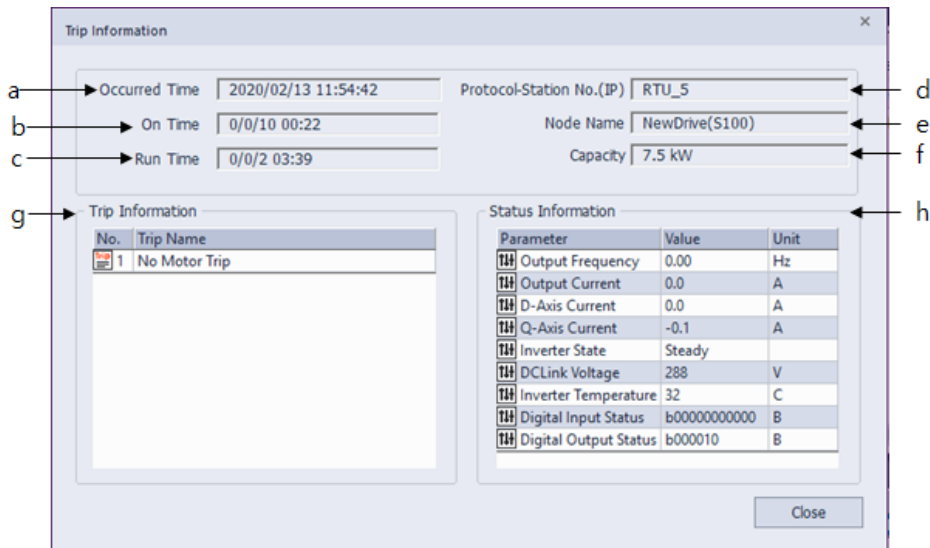 Trip Information
a Occurred Time 2020/02/13 11:54:42 Protocol-Station No.(IP) RTU_5 d
b On Time 0/0/10 00:22 Node Name NewDrive(S100) e
c Run Time 0/0/2 03:39 Capacity 7.5 kW f
g Trip Information Status Information h
No. Trip Name Parameter Value Unit
Trip 1 No Motor Trip Output Frequency 0.00 Hz
Output Current 0.0 A
D-Axis Current 0.0 A
Q-Axis Current -0.1 A
Inverter State Steady
DCLink Voltage 288 V
Inverter Temperature 32 C
Digital Input Status b00000000000 B
Digital Output Status b000010 B
Close